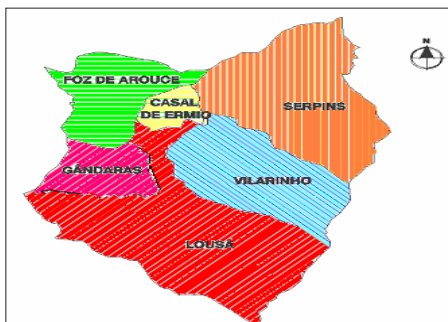 N
FOZ DE AROUCE
CASAL
DE ERMIO
SERPINS
GÂNDARAS
VILARINHO
LOUSÃ